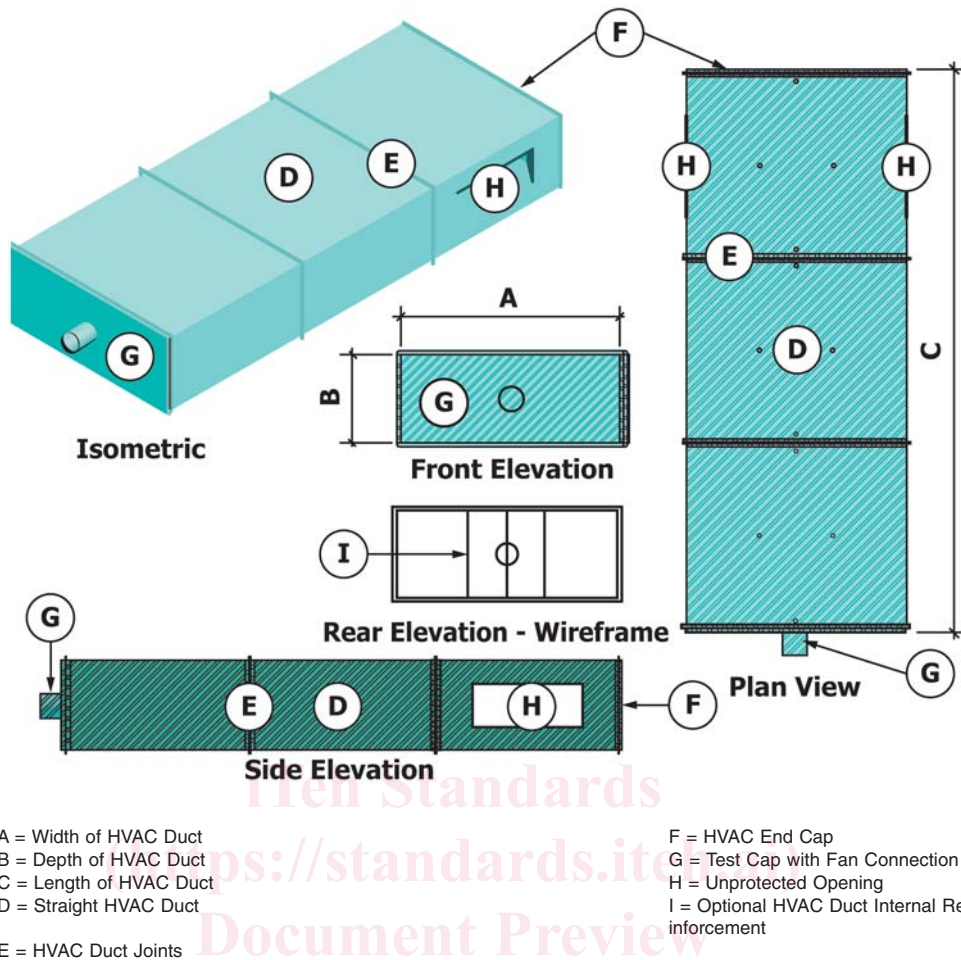 F
D
E
H
G
Isometric
A
B
G
Front Elevation
I
Rear Elevation - Wireframe
G
E
D
H
F
Side Elevation
H
H
E
D
C
G
Plan View
iTeh Standards
(https://standards.iteh.ai)
Document Preview
A = Width of HVAC Duct
B = Depth of HVAC Duct
C = Length of HVAC Duct
D = Straight HVAC Duct
E = HVAC Duct Joints
F = HVAC End Cap
G = Test Cap with Fan Connection
H = Unprotected Opening
I = Optional HVAC Duct Internal Re
inforcement